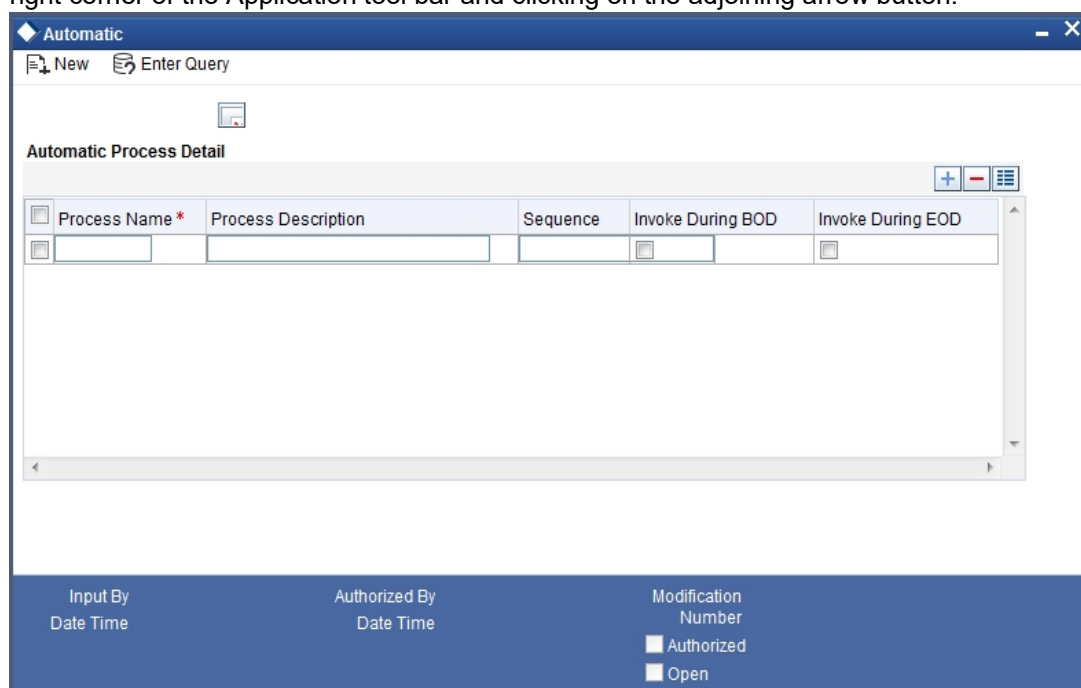 right corner of the Application tool bar and clicking on the adjoining arrow button.
Automatic
New Enter Query
Automatic Process Detail
Process Name * Process Description Sequence Invoke During BOD Invoke During EOD
Input By Authorized By Modification
Date Time Date Time Number
Authorized
Open